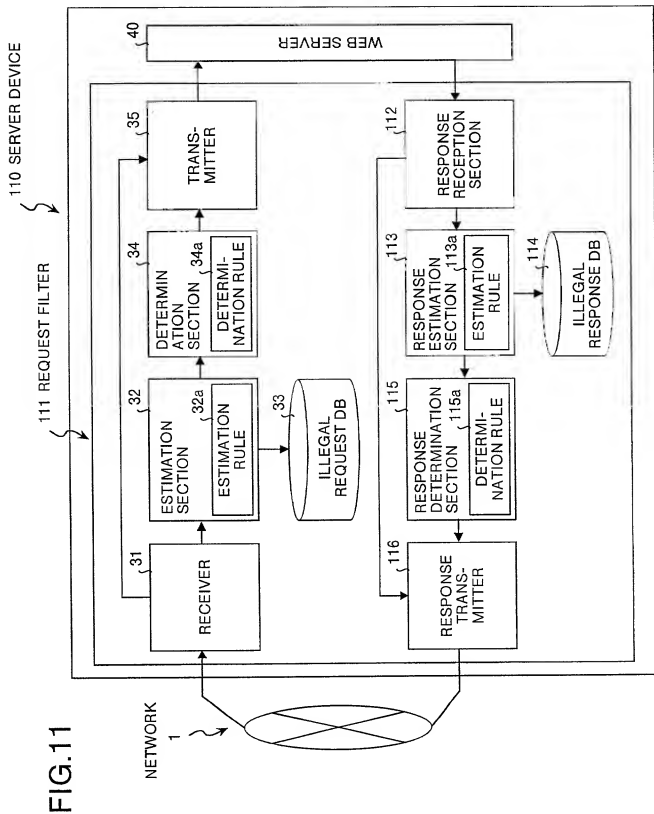 FIG.11
110 SERVER DEVICE
111 REQUEST FILTER
NETWORK
1
31
RECEIVER
32
ESTIMATION
SECTION
32a
ESTIMATION
RULE
33
ILLEGAL
REQUEST DB
34
DETERMIN
ATION
SECTION
34a
DETERMI-
NATION RULE
35
TRANS-
MITTER
40
WEB SERVER
112
RESPONSE
RECEPTION
SECTION
113
RESPONSE
ESTIMATION
SECTION
113a
ESTIMATION
RULE
114
ILLEGAL
RESPONSE DB
115
RESPONSE
DETERMINATION
SECTION
115a
DETERMI-
NATION RULE
116
RESPONSE
TRANS-
MITTER